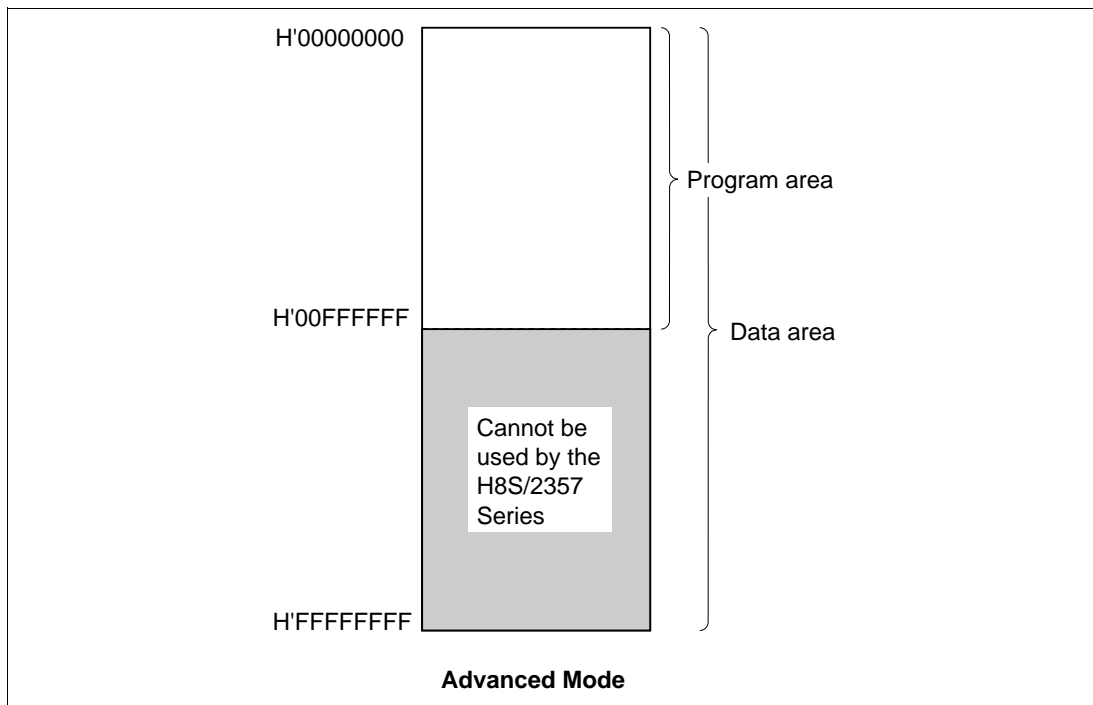 H'00000000
Program area
H'00FFFFFF
Data area
Cannot be
used by the
H8S/2357
Series
H'FFFFFFFF
Advanced Mode